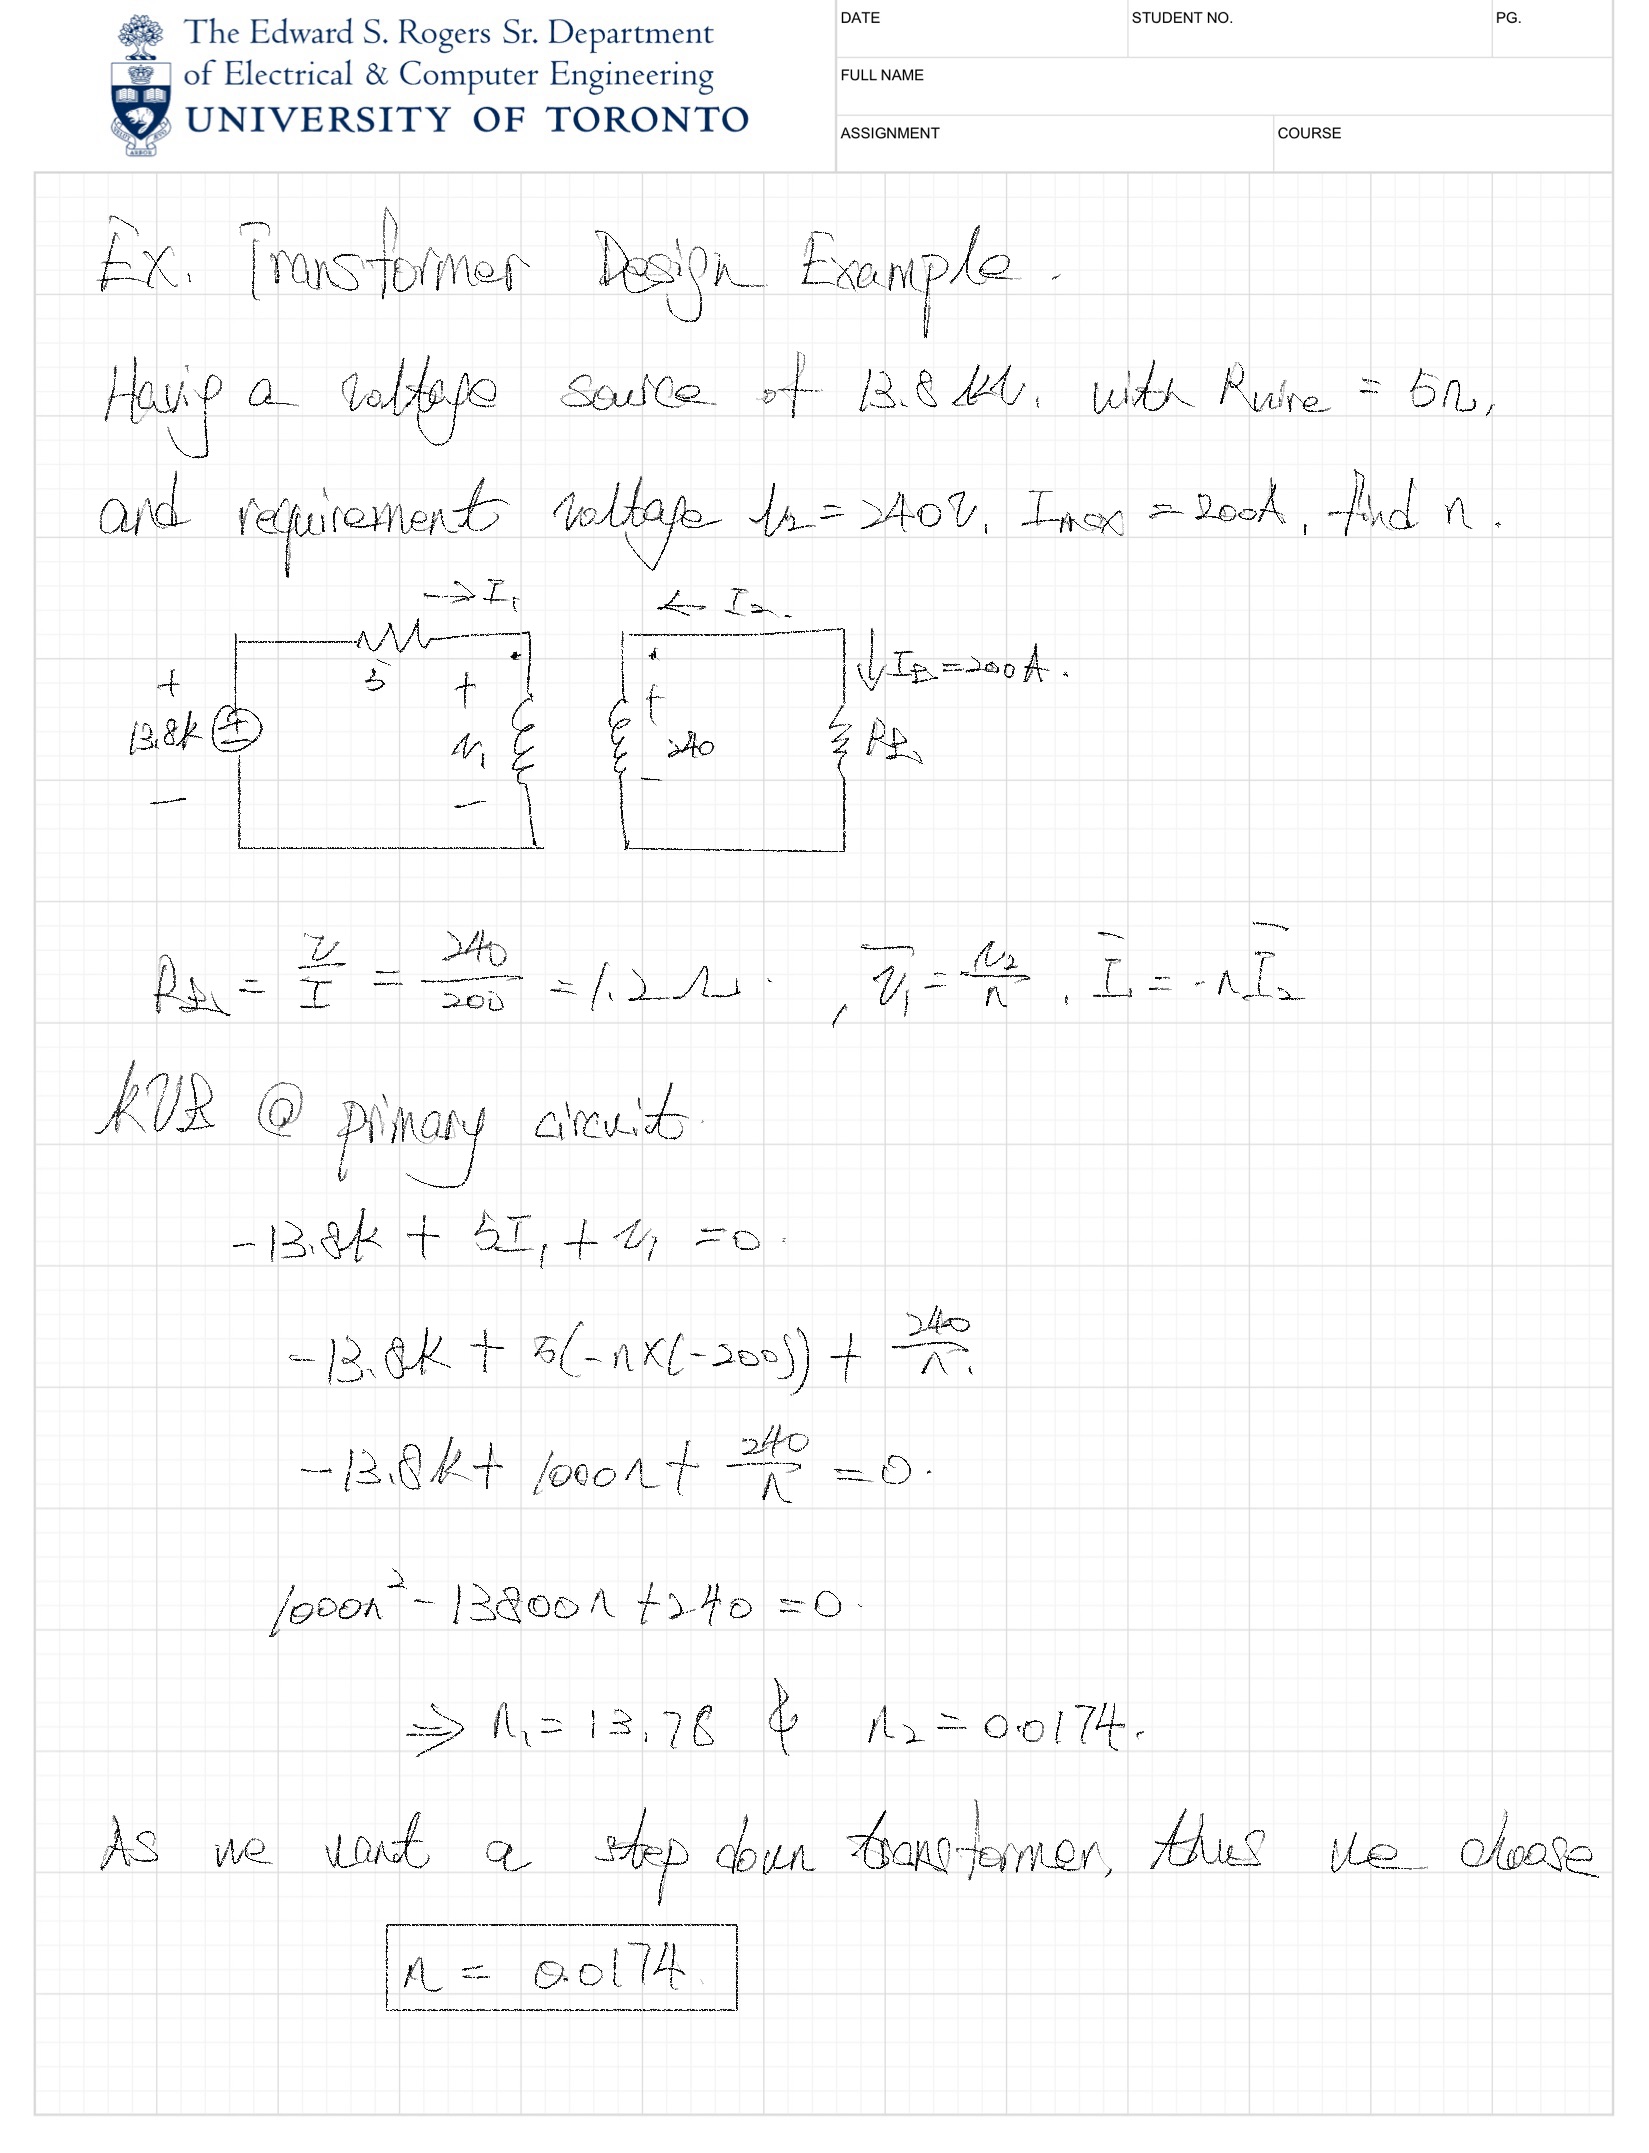 The Edward S. Rogers Sr. Department
of Electrical & Computer Engineering
UNIVERSITY OF TORONTO
DATE
STUDENT NO.
PG.
FULL NAME
ASSIGNMENT
COURSE
Ex. Transformer Design Example.
Having a voltage source of 13.8 kV. with Rwire = 5Ω,
and requirement voltage V2 = 240V, Imax = 200A, find n.
→ I1
← I2.
5
+
13.8k
−
+
V1
−
+
240
−
↓ IL = 200A.
RL
RL = V/I = 240/200 = 1.2 Ω. , V̅1 = V2/n , I̅1 = -nI̅2
KVL @ primary circuit.
-13.8k + 5I1 + V1 = 0.
-13.8k + 5(-n×(-200)) + 240/n.
-13.8k + 1000n + 240/n = 0.
1000n² - 13800n + 240 = 0.
⇒ n1 = 13.78 & n2 = 0.0174.
As we want a step down transformer, thus we choose
n = 0.0174.